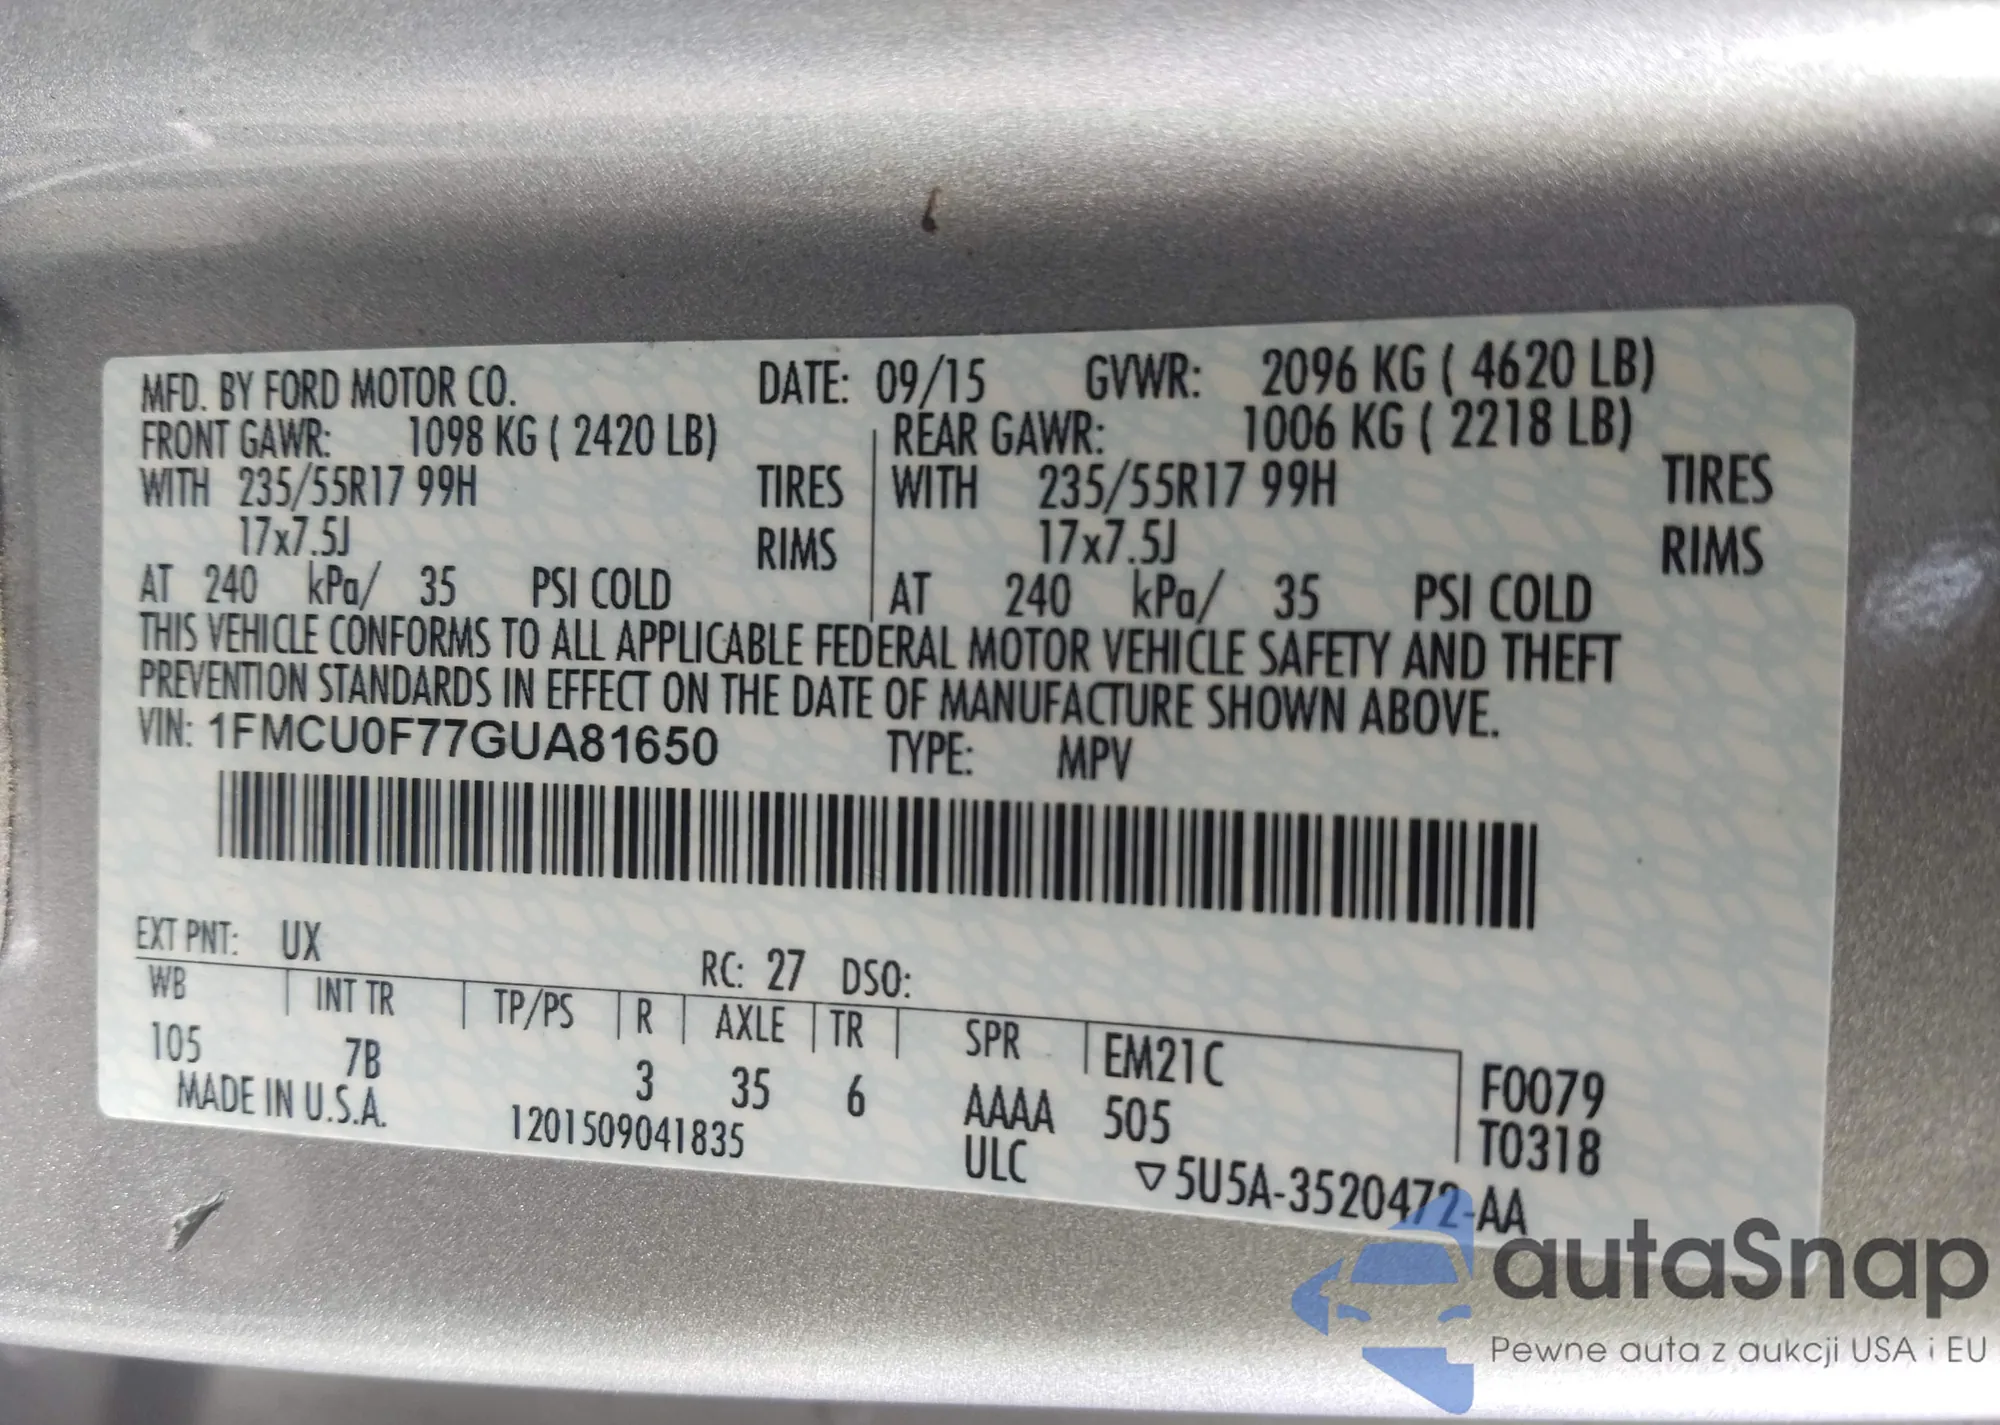 MFD. BY FORD MOTOR CO. DATE: 09/15 GVWR: 2096 KG ( 4620 LB)
FRONT GAWR: 1098 KG ( 2420 LB) REAR GAWR: 1006 KG ( 2218 LB)
WITH 235/55R17 99H TIRES WITH 235/55R17 99H TIRES
17x7.5J RIMS 17x7.5J RIMS
AT 240 kPa/ 35 PSI COLD AT 240 kPa/ 35 PSI COLD
THIS VEHICLE CONFORMS TO ALL APPLICABLE FEDERAL MOTOR VEHICLE SAFETY AND THEFT
PREVENTION STANDARDS IN EFFECT ON THE DATE OF MANUFACTURE SHOWN ABOVE.
VIN: 1FMCU0F77GUA81650 TYPE: MPV
EXT PNT: UX RC: 27 DSO:
WB INT TR TP/PS R AXLE TR SPR EM21C
105 7B 3 35 6 AAAA 505 F0079
MADE IN U.S.A. 1201509041835 ULC T0318
▽5U5A-3520472-AA
autaSnap
Pewne auta z aukcji USA i EU